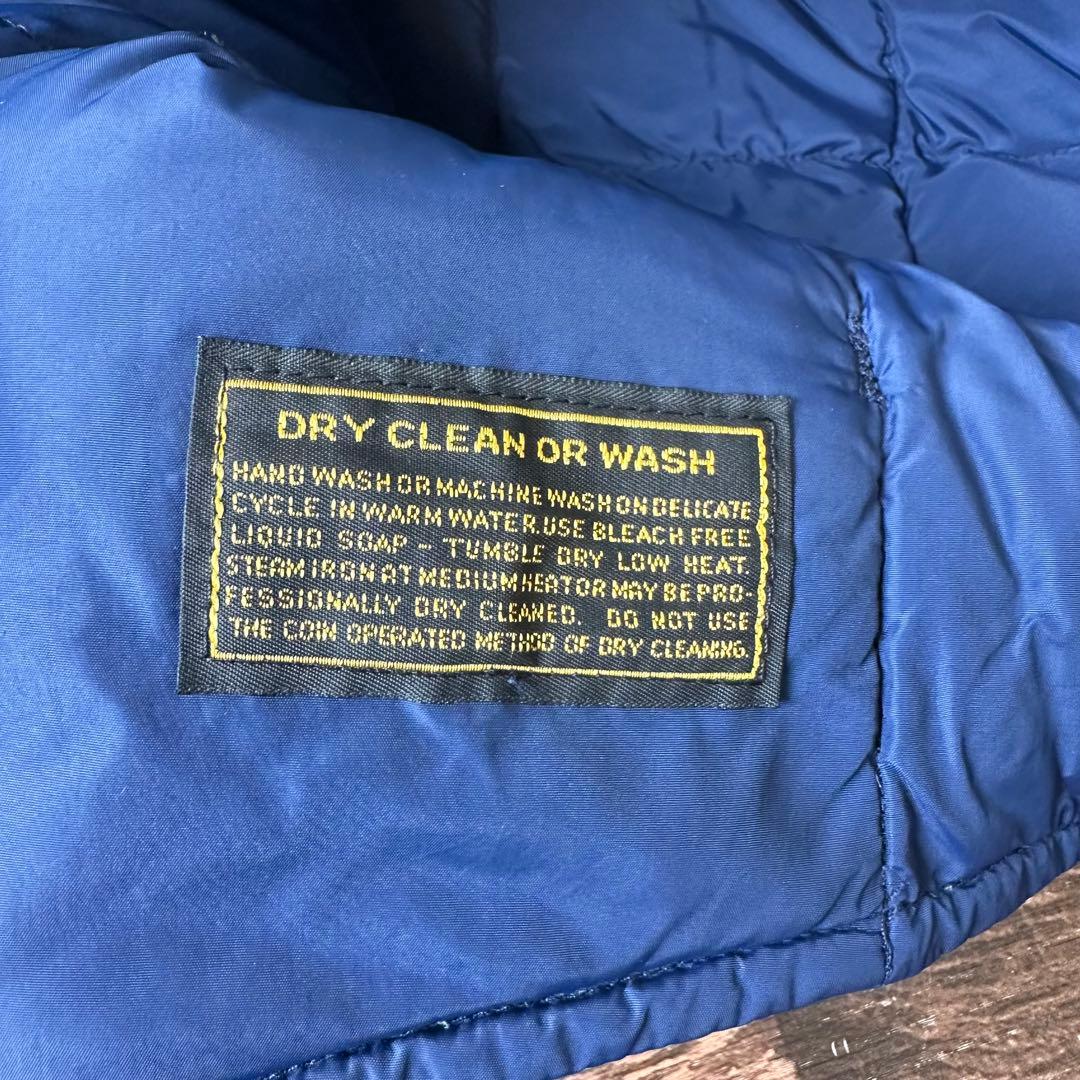 DRY CLEAN OR WASH
HAND WASH OR MACHINE WASH ON DELICATE
CYCLE IN WARM WATER. USE BLEACH FREE
LIQUID SOAP - TUMBLE DRY LOW HEAT.
STEAM IRON AT MEDIUM HEAT OR MAY BE PRO-
FESSIONALLY DRY CLEANED. DO NOT USE
THE COIN OPERATED METHOD OF DRY CLEANING.